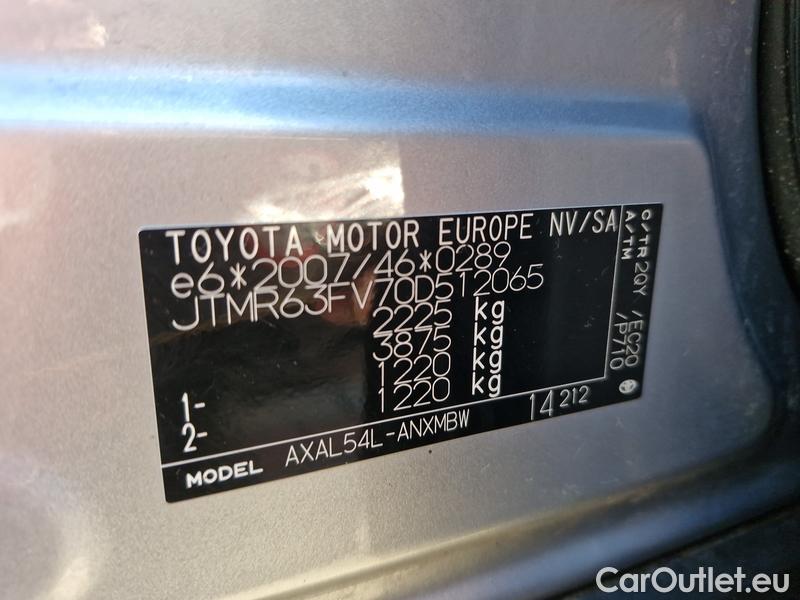 TOYOTA MOTOR EUROPE NV/SA
e6*2007/46*0289
JTMR63FV70D512065
2225 kg
3875 kg
1- 1220 kg
2- 1220 kg
14 212
MODEL AXAL54L-ANXMBW
C/TR 2QY /EC20
A/TM /P710
CarOutlet.eu